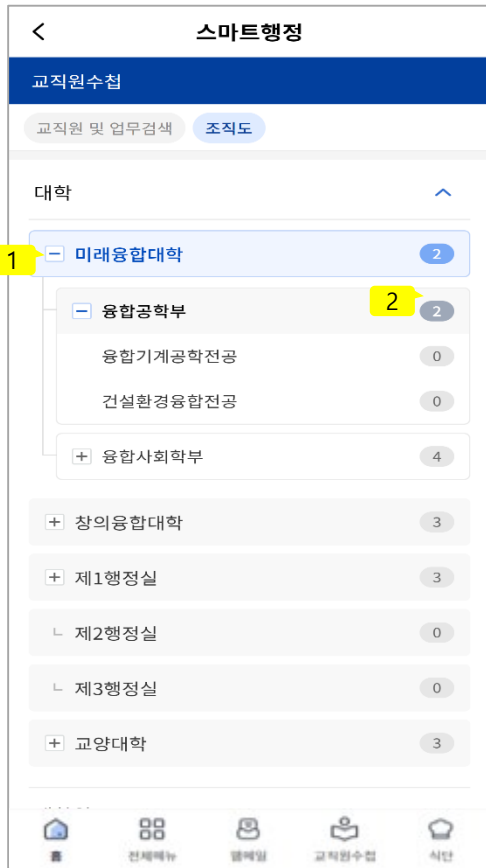 스마트행정
교직원수첩
교직원 및 업무검색 조직도
대학
1 미래융합대학 2
융합공학부 2 2
융합기계공학전공 0
건설환경융합전공 0
융합사회학부 4
창의융합대학 3
제1행정실 3
제2행정실 0
제3행정실 0
교양대학 3
홈 전체메뉴 웹메일 교직원수첩 식단